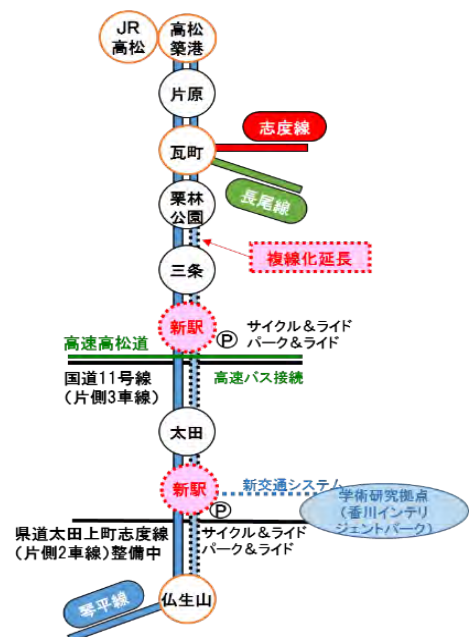 JR
高松
高松
築港
片原
瓦町
志度線
長尾線
栗林
公園
複線化延長
三条
新駅
P
サイクル&ライド
パーク&ライド
高速高松道
国道11号線
(片側3車線)
高速バス接続
太田
新駅
新交通システム
学術研究拠点
(香川インテリ
ジェントパーク)
P
県道太田上町志度線
(片側2車線)整備中
サイクル&ライド
パーク&ライド
仏生山
琴平線